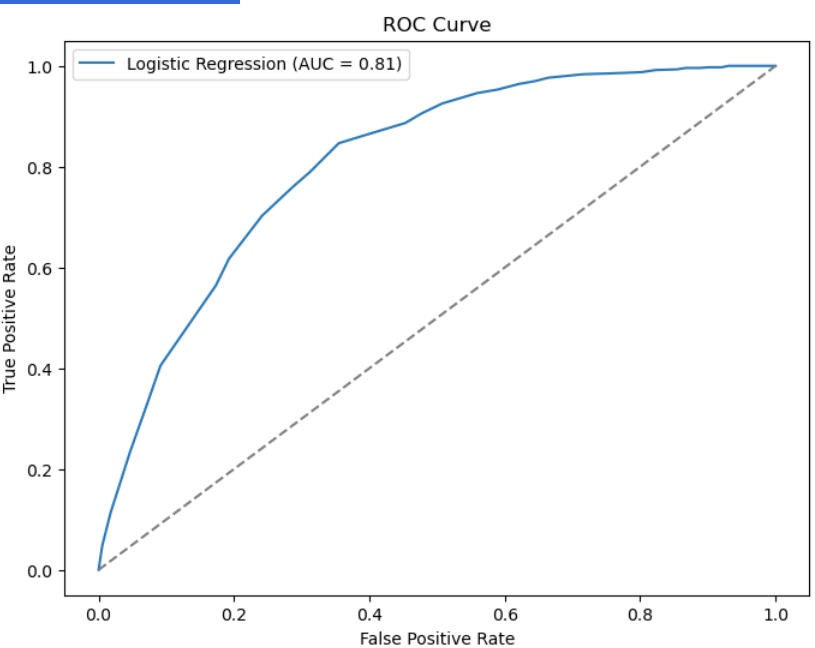 ROC Curve
Logistic Regression (AUC = 0.81)
True Positive Rate
1.0
0.8
0.6
0.4
0.2
0.0
0.0 0.2 0.4 0.6 0.8 1.0
False Positive Rate